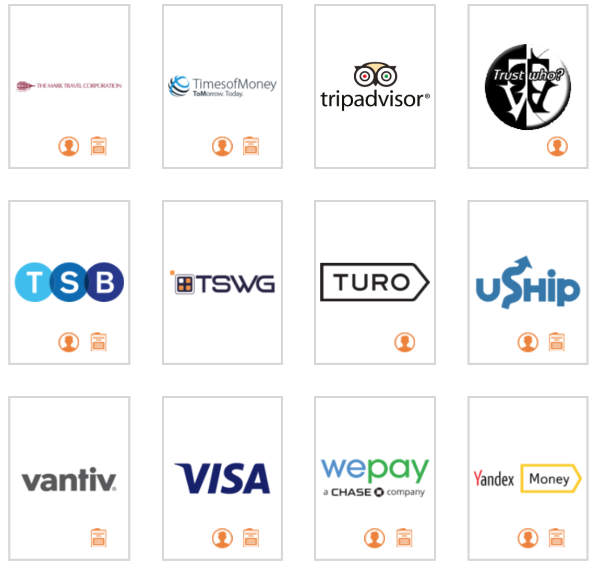 THE MARK TRAVEL CORPORATION
TimesofMoney
TaMorrow. Today.
tripadvisor®
Trust who?
TSB
TSWG
TURO
uShip
vantiv®
VISA
wepay
a CHASE company
Yandex Money